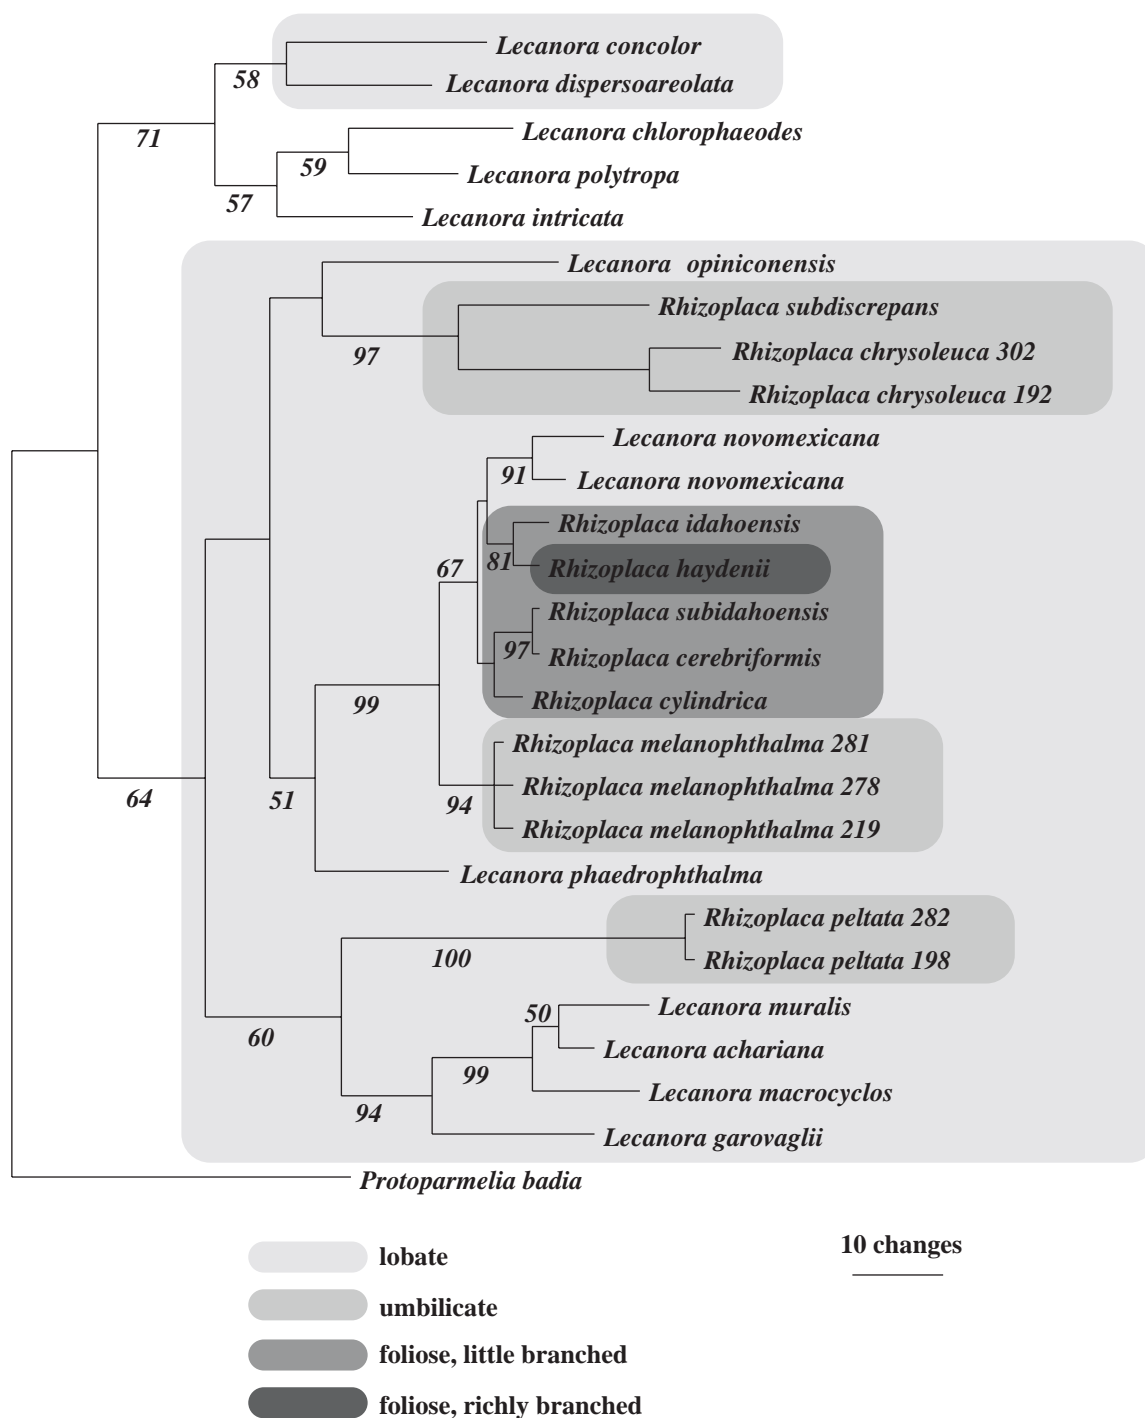 Lecanora concolor
58
Lecanora dispersoareolata
71
Lecanora chlorophaeodes
59
Lecanora polytropa
57
Lecanora intricata
Lecanora opiniconensis
Rhizoplaca subdiscrepans
97
Rhizoplaca chrysoleuca 302
Rhizoplaca chrysoleuca 192
Lecanora novomexicana
91
Lecanora novomexicana
Rhizoplaca idahoensis
67
81
Rhizoplaca haydenii
Rhizoplaca subidahoensis
97
Rhizoplaca cerebriformis
99
Rhizoplaca cylindrica
Rhizoplaca melanophthalma 281
64
51
94
Rhizoplaca melanophthalma 278
Rhizoplaca melanophthalma 219
Lecanora phaedrophthalma
Rhizoplaca peltata 282
100
Rhizoplaca peltata 198
Lecanora muralis
50
60
Lecanora achariana
99
Lecanora macrocyclos
94
Lecanora garovaglii
Protoparmelia badia
10 changes
lobate
umbilicate
foliose, little branched
foliose, richly branched